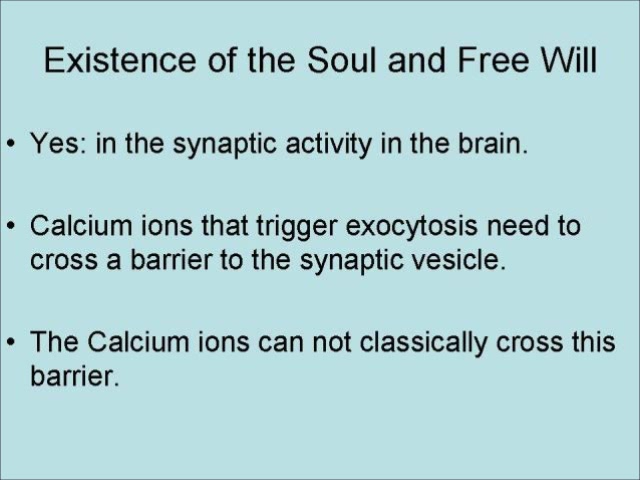 Existence of the Soul and Free Will
• Yes: in the synaptic activity in the brain.
• Calcium ions that trigger exocytosis need to
cross a barrier to the synaptic vesicle.
• The Calcium ions can not classically cross this
barrier.